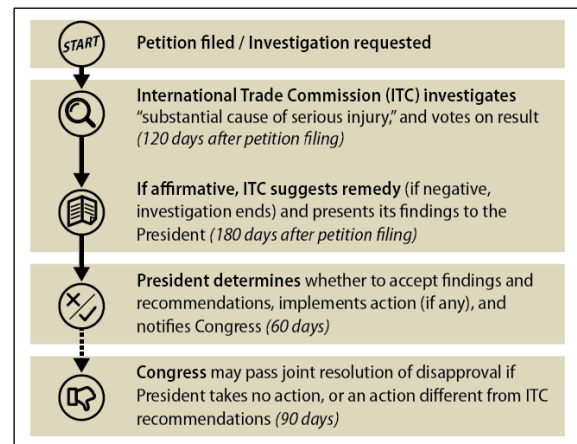 START
Petition filed / Investigation requested
International Trade Commission (ITC) investigates
“substantial cause of serious injury,” and votes on result
(120 days after petition filing)
If affirmative, ITC suggests remedy (if negative,
investigation ends) and presents its findings to the
President (180 days after petition filing)
President determines whether to accept findings and
recommendations, implements action (if any), and
notifies Congress (60 days)
Congress may pass joint resolution of disapproval if
President takes no action, or an action different from ITC
recommendations (90 days)